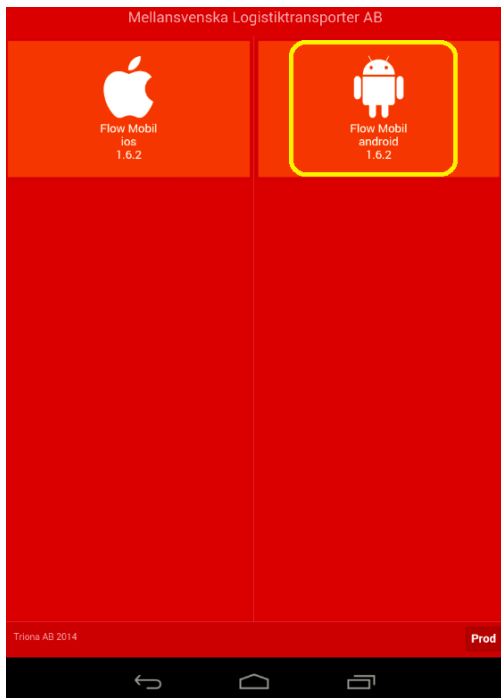 Mellansvenska Logistiktransporter AB
Flow Mobil
ios
1.6.2
Flow Mobil
android
1.6.2
Triona AB 2014
Prod